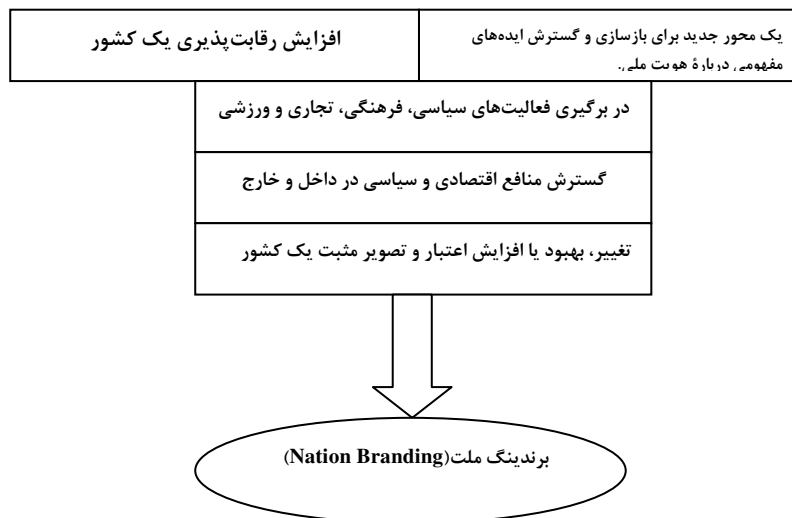 یک محور جدید برای بازسازی و گسترش ایده‌های
مفهومی دربارهٔ هویت ملی.
افزایش رقابت‌پذیری یک کشور
در برگیری فعالیت‌های سیاسی، فرهنگی، تجاری و ورزشی
گسترش منافع اقتصادی و سیاسی در داخل و خارج
تغییر، بهبود یا افزایش اعتبار و تصویر مثبت یک کشور
برندینگ ملت(Nation Branding)